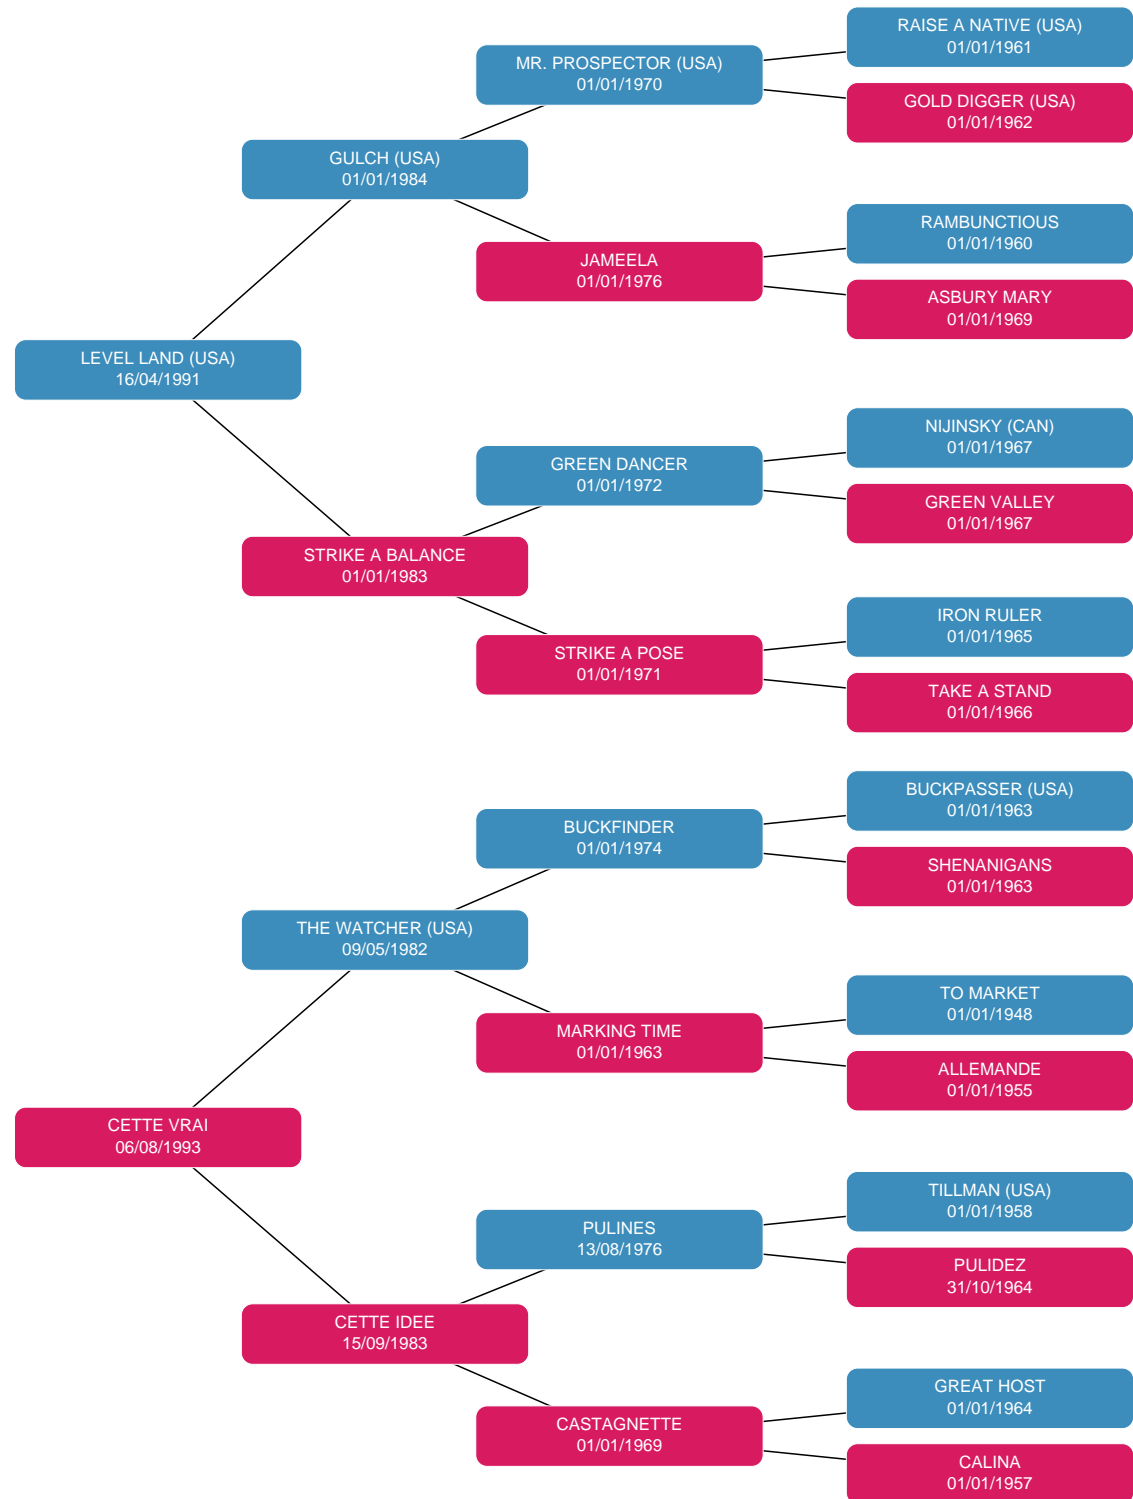 RAISE A NATIVE (USA)
01/01/1961
MR. PROSPECTOR (USA)
01/01/1970
GOLD DIGGER (USA)
01/01/1962
GULCH (USA)
01/01/1984
RAMBUNCTIOUS
01/01/1960
JAMEELA
01/01/1976
ASBURY MARY
01/01/1969
LEVEL LAND (USA)
16/04/1991
NIJINSKY (CAN)
01/01/1967
GREEN DANCER
01/01/1972
GREEN VALLEY
01/01/1967
STRIKE A BALANCE
01/01/1983
IRON RULER
01/01/1965
STRIKE A POSE
01/01/1971
TAKE A STAND
01/01/1966
BUCKPASSER (USA)
01/01/1963
BUCKFINDER
01/01/1974
SHENANIGANS
01/01/1963
THE WATCHER (USA)
09/05/1982
TO MARKET
01/01/1948
MARKING TIME
01/01/1963
ALLEMANDE
01/01/1955
CETTE VRAI
06/08/1993
TILLMAN (USA)
01/01/1958
PULINES
13/08/1976
PULIDEZ
31/10/1964
CETTE IDEE
15/09/1983
GREAT HOST
01/01/1964
CASTAGNETTE
01/01/1969
CALINA
01/01/1957